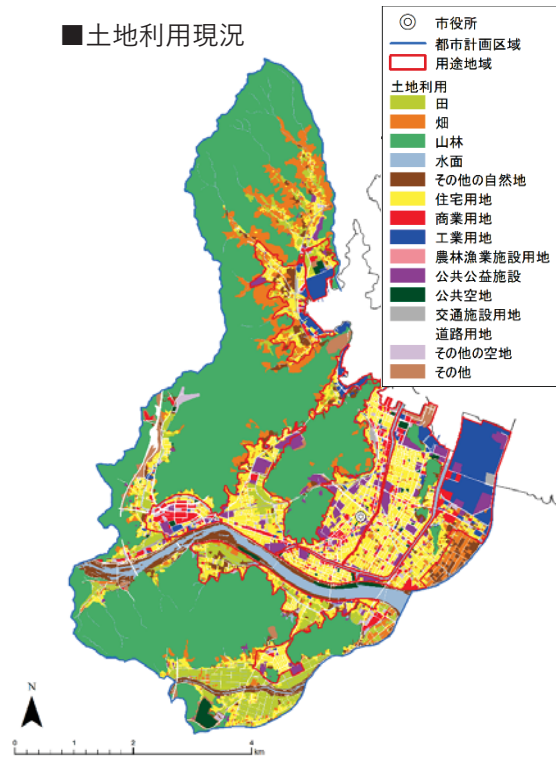 ■土地利用現況
市役所
都市計画区域
用途地域
土地利用
田
畑
山林
水面
その他の自然地
住宅用地
商業用地
工業用地
農林漁業施設用地
公共公益施設
公共空地
交通施設用地
道路用地
その他の空地
その他
N
0 1 2 4
km